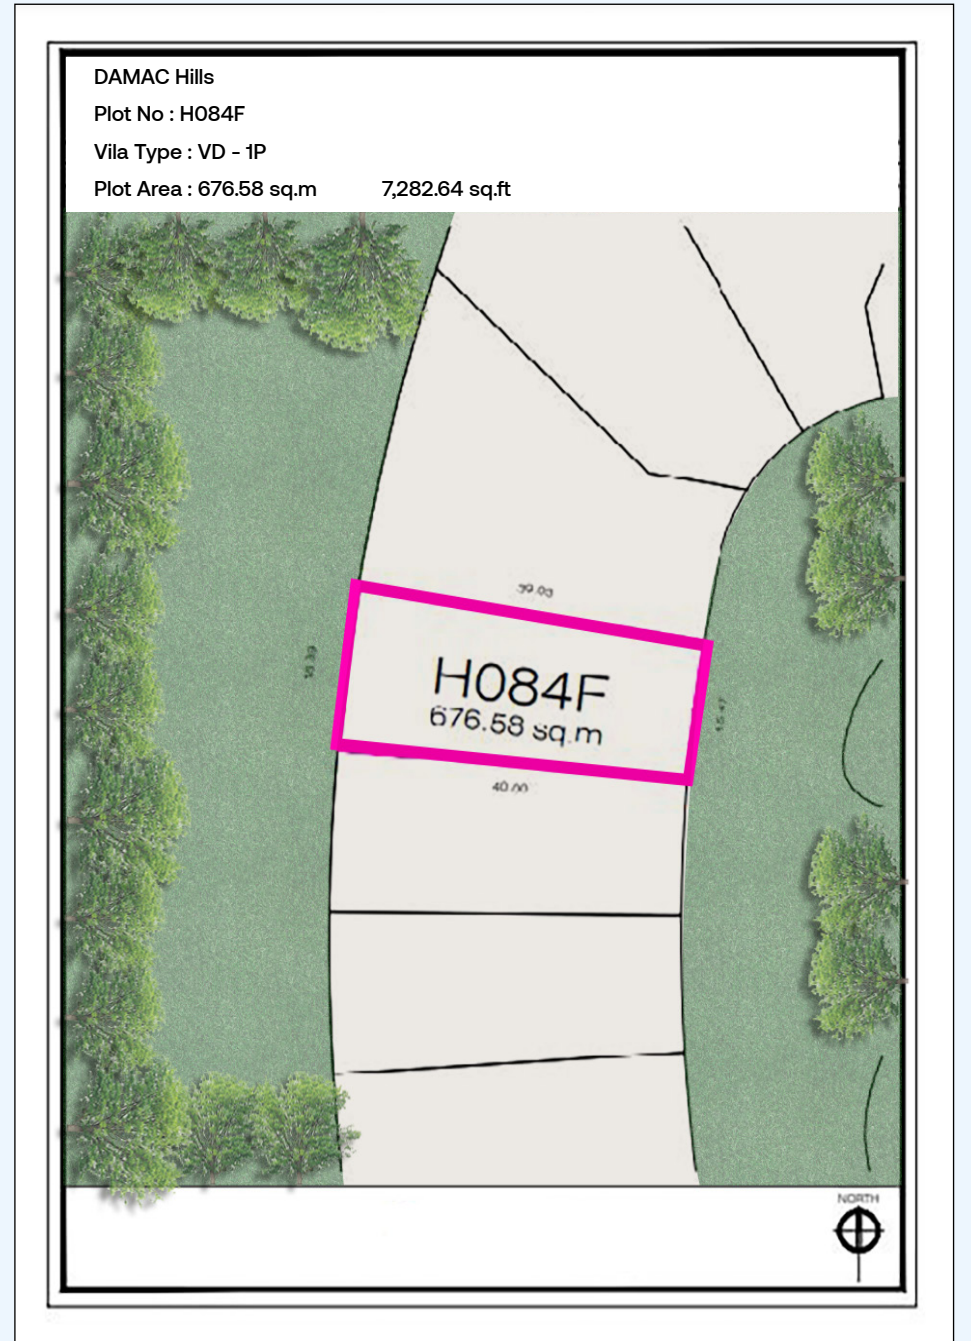 DAMAC Hills
Plot No : H084F
Vila Type : VD - 1P
Plot Area : 676.58 sq.m 7,282.64 sq.ft
39.03
H084F
676.58 sq.m
40.00
NORTH